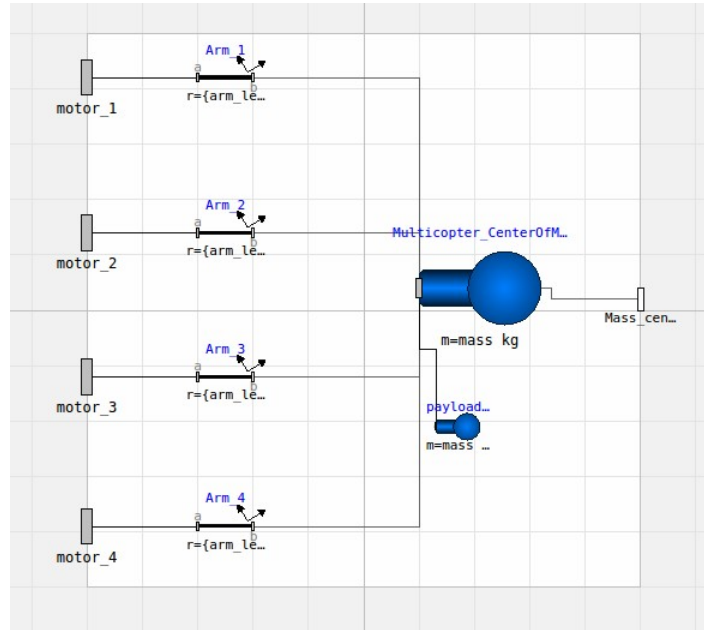 Arm_1
a
b
r={arm_le…
motor_1
Arm_2
a
b
r={arm_le…
motor_2
Multicopter_CenterOfM…
m=mass kg
Mass_cen…
Arm_3
a
b
r={arm_le…
motor_3
payload…
m=mass …
Arm_4
a
b
r={arm_le…
motor_4